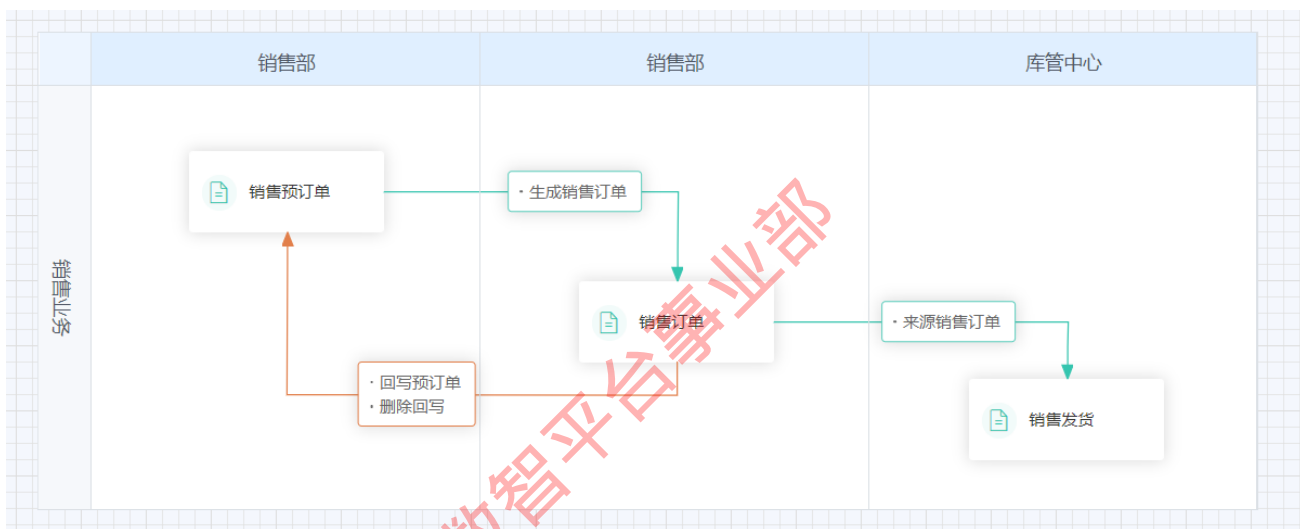 销售部
销售部
库管中心
销售业务
销售预订单
· 生成销售订单
销售订单
· 来源销售订单
· 回写预订单
· 删除回写
销售发货
数智平台事业部